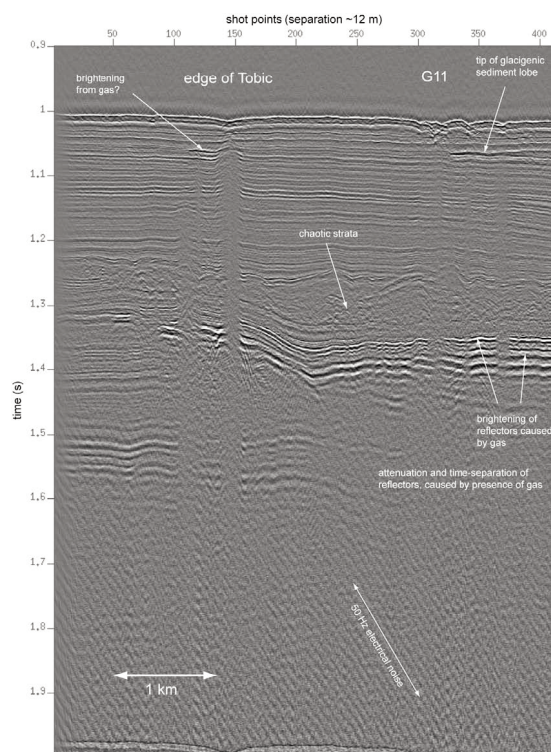 shot points (separation ~12 m)
50
100
150
200
250
300
350
400
0,9
1
1.1
1.2
1.3
1.4
1.5
1.6
1.7
1.8
1.9
time (s)
brightening
from gas?
edge of Tobic
G11
tip of glacigenic
sediment lobe
chaotic strata
brightening of
reflectors caused
by gas
attenuation and time-separation of
reflectors, caused by presence of gas
50 Hz electrical noise
1 km